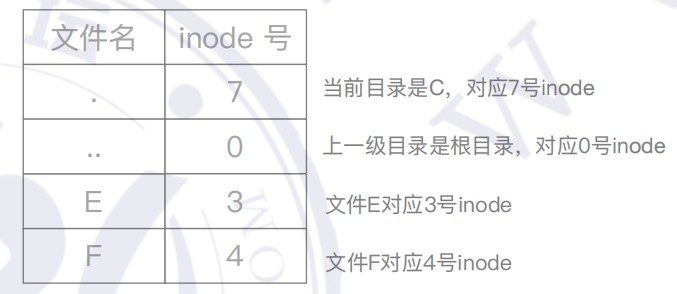 文件名 inode 号
. 7 当前目录是C，对应7号inode
.. 0 上一级目录是根目录，对应0号inode
E 3 文件E对应3号inode
F 4 文件F对应4号inode